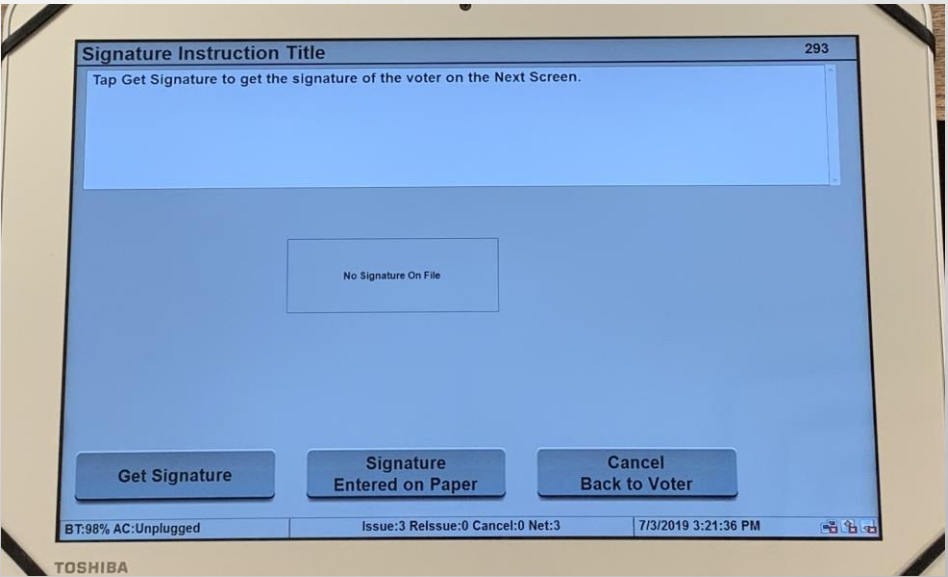 Signature Instruction Title
293
Tap Get Signature to get the signature of the voter on the Next Screen.
No Signature On File
Get Signature
Signature
Entered on Paper
Cancel
Back to Voter
BT:98% AC:Unplugged
Issue:3 ReIssue:0 Cancel:0 Net:3
7/3/2019 3:21:36 PM
TOSHIBA